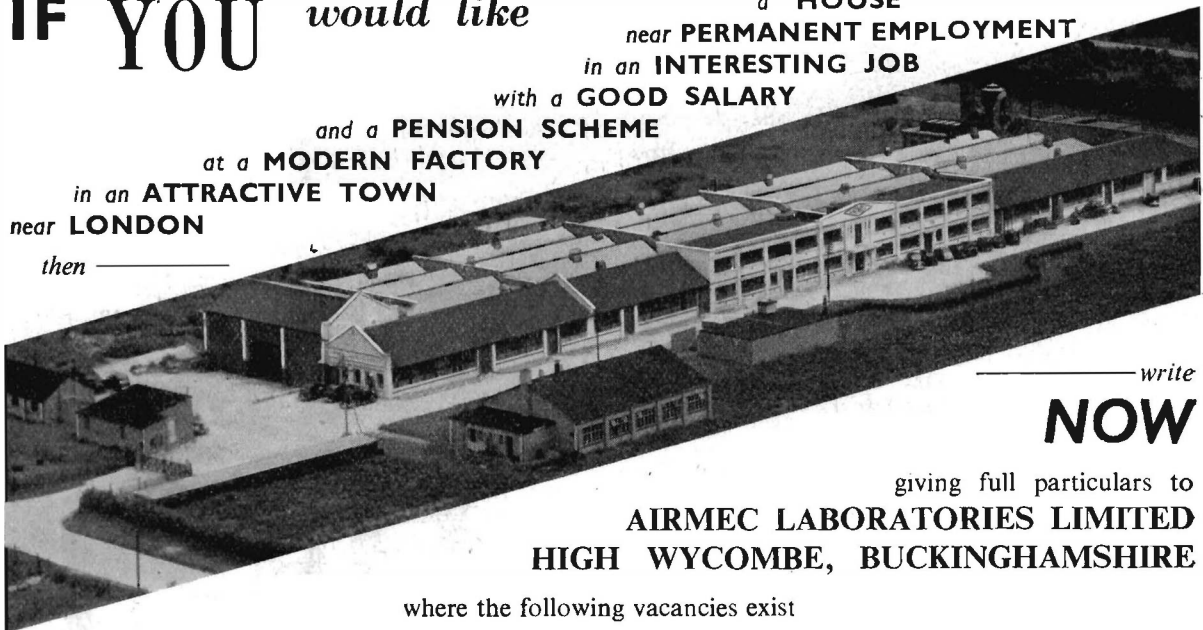 IF YOU would like
a HOUSE
near PERMANENT EMPLOYMENT
in an INTERESTING JOB
with a GOOD SALARY
and a PENSION SCHEME
at a MODERN FACTORY
in an ATTRACTIVE TOWN
near LONDON
then
write
NOW
giving full particulars to
AIRMEC LABORATORIES LIMITED
HIGH WYCOMBE, BUCKINGHAMSHIRE
where the following vacancies exist